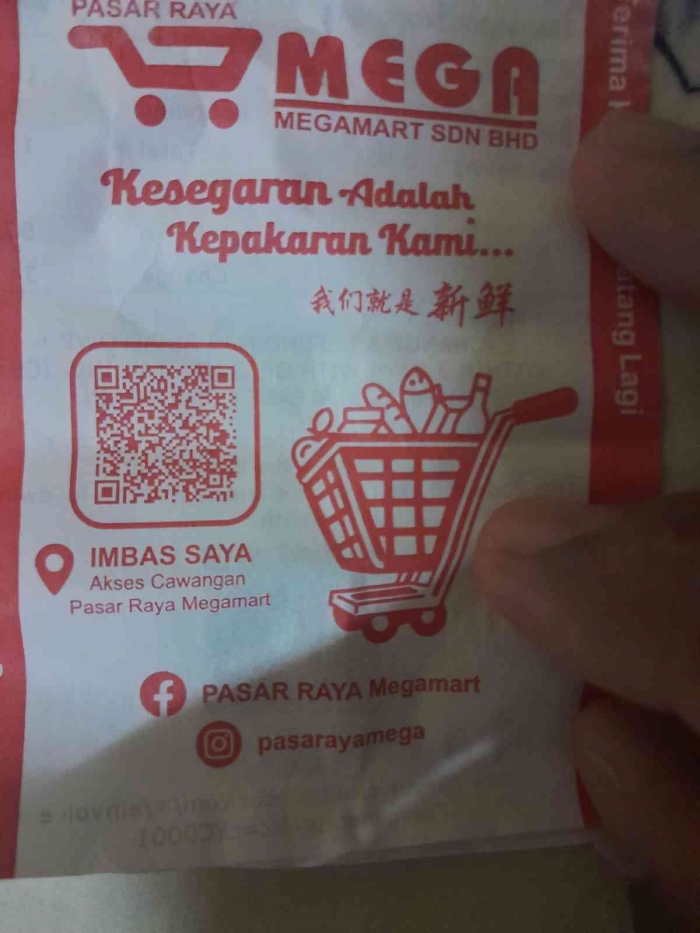 PASAR RAYA
MEGA
MEGAMART SDN BHD
Kesegaran Adalah
Kepakaran Kami...
我们就是 新鲜
IMBAS SAYA
Akses Cawangan
Pasar Raya Megamart
PASAR RAYA Megamart
pasarayamega
Terima
Lagi